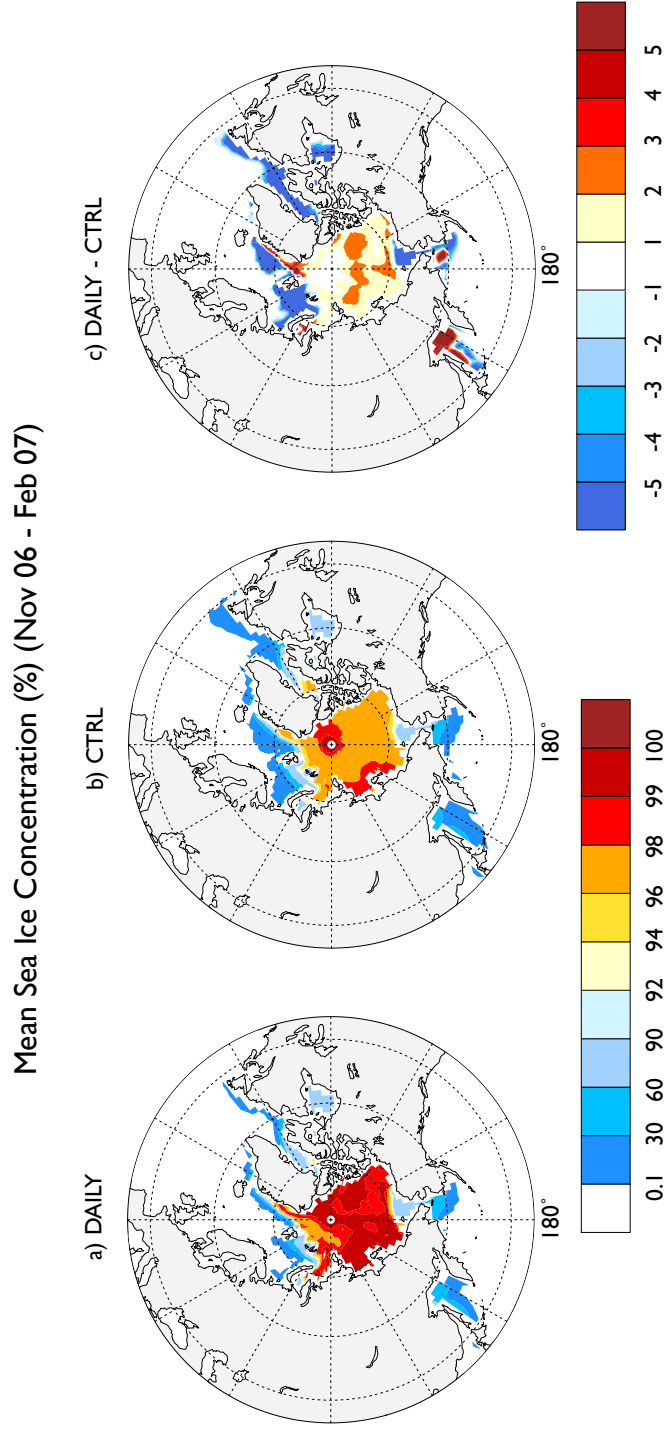 Mean Sea Ice Concentration (%) (Nov 06 - Feb 07)
a) DAILY
b) CTRL
c) DAILY - CTRL
180°
180°
180°
0.1 30 60 90 92 94 96 98 99 100
-5 -4 -3 -2 -1 1 2 3 4 5